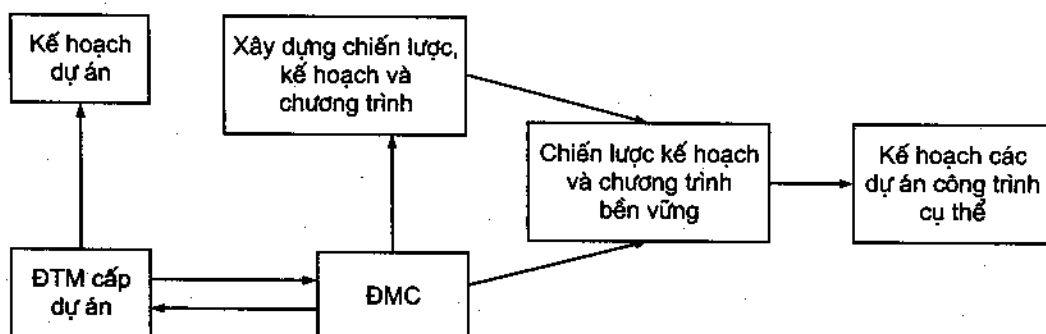 Kế hoạch
dự án
Xây dựng chiến lược,
kế hoạch và
chương trình
Chiến lược kế hoạch
và chương trình
bền vững
Kế hoạch các
dự án công trình
cụ thể
ĐTM cấp
dự án
ĐMC